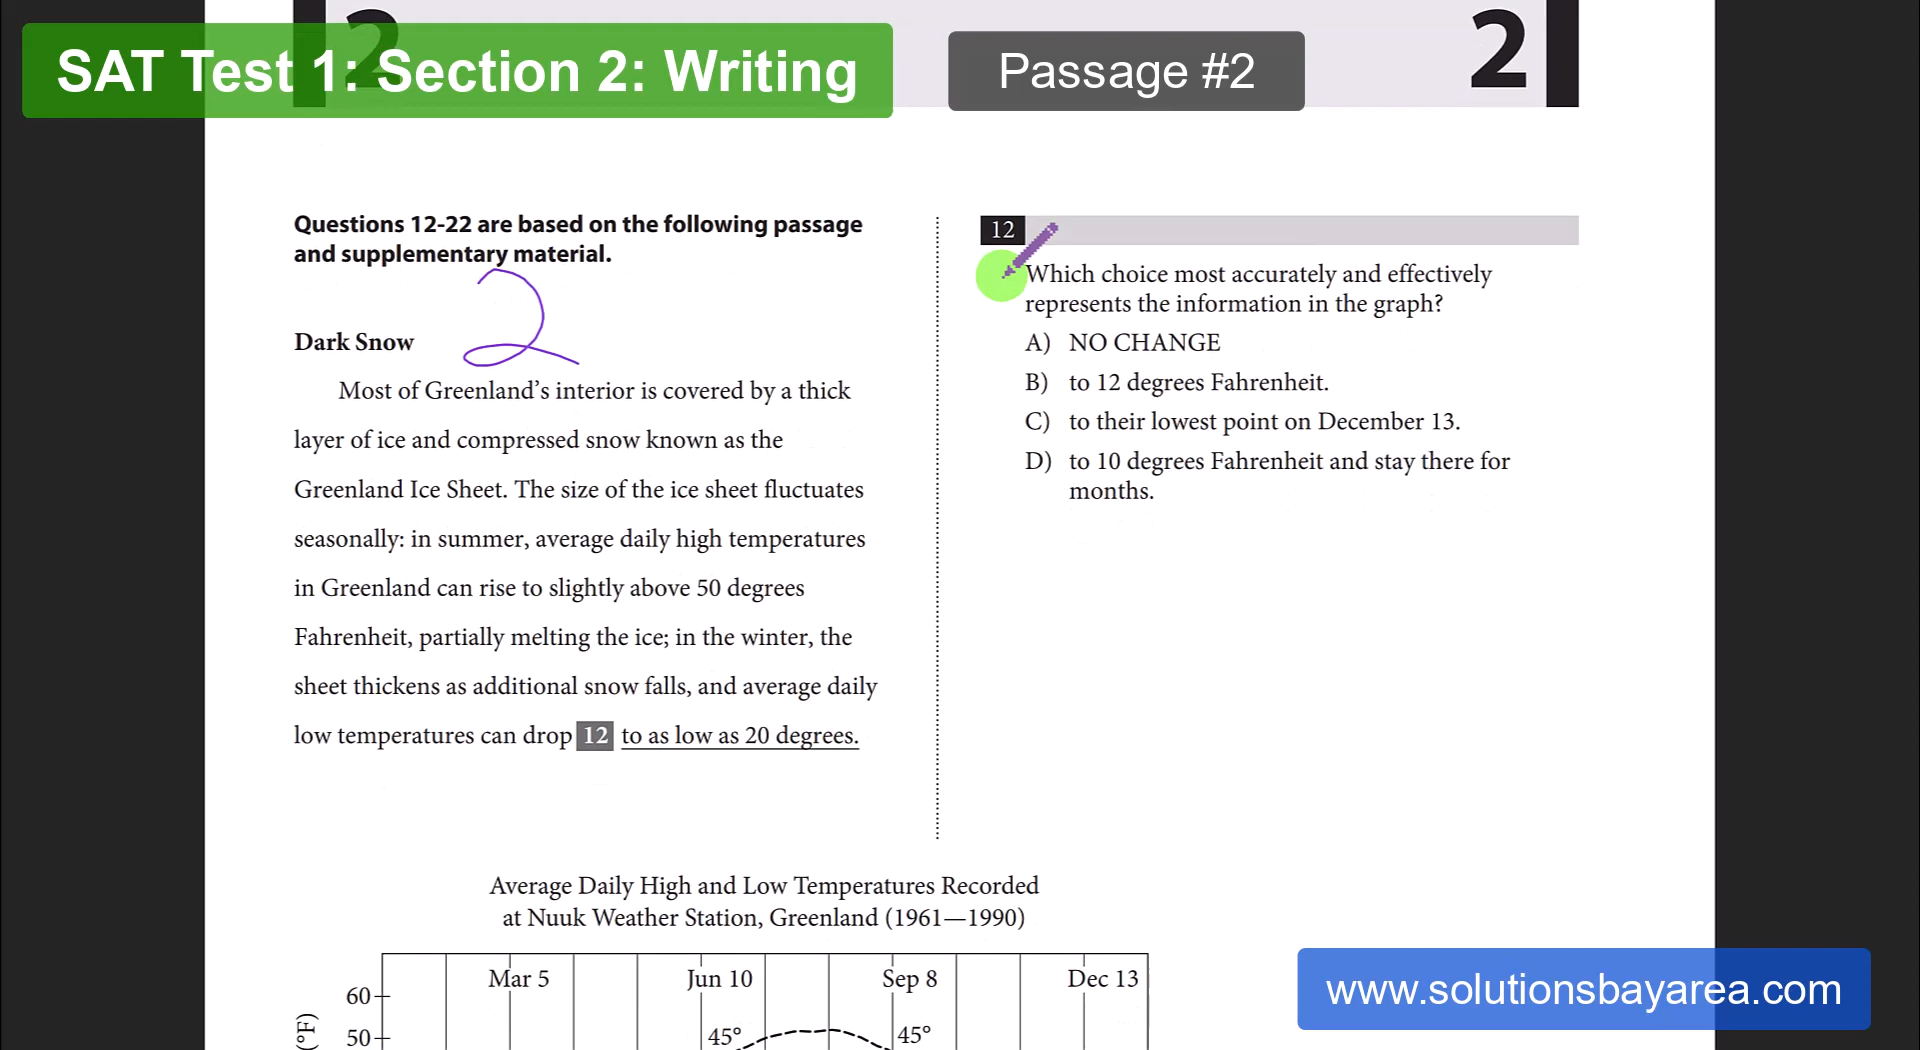 SAT Test 1: Section 2: Writing
Passage #2
2
2
Questions 12-22 are based on the following passage
and supplementary material.
2
Dark Snow
Most of Greenland's interior is covered by a thick
layer of ice and compressed snow known as the
Greenland Ice Sheet. The size of the ice sheet fluctuates
seasonally: in summer, average daily high temperatures
in Greenland can rise to slightly above 50 degrees
Fahrenheit, partially melting the ice; in the winter, the
sheet thickens as additional snow falls, and average daily
low temperatures can drop 12 to as low as 20 degrees.
12
Which choice most accurately and effectively
represents the information in the graph?
A) NO CHANGE
B) to 12 degrees Fahrenheit.
C) to their lowest point on December 13.
D) to 10 degrees Fahrenheit and stay there for
months.
Average Daily High and Low Temperatures Recorded
at Nuuk Weather Station, Greenland (1961—1990)
Mar 5 Jun 10 Sep 8 Dec 13
60
50
45° 45°
(°F)
www.solutionsbayarea.com